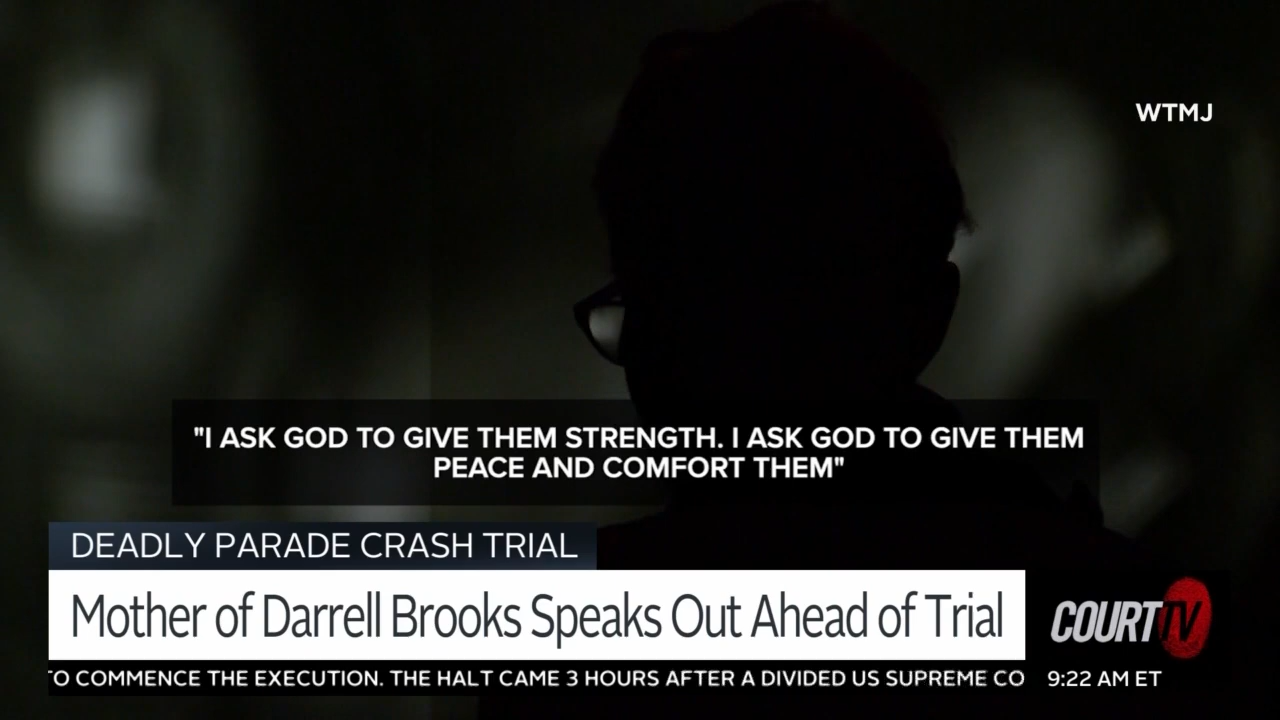 WTMJ
"I ASK GOD TO GIVE THEM STRENGTH. I ASK GOD TO GIVE THEM
PEACE AND COMFORT THEM"
DEADLY PARADE CRASH TRIAL
Mother of Darrell Brooks Speaks Out Ahead of Trial
COURT TV
TO COMMENCE THE EXECUTION. THE HALT CAME 3 HOURS AFTER A DIVIDED US SUPREME CO
9:22 AM ET